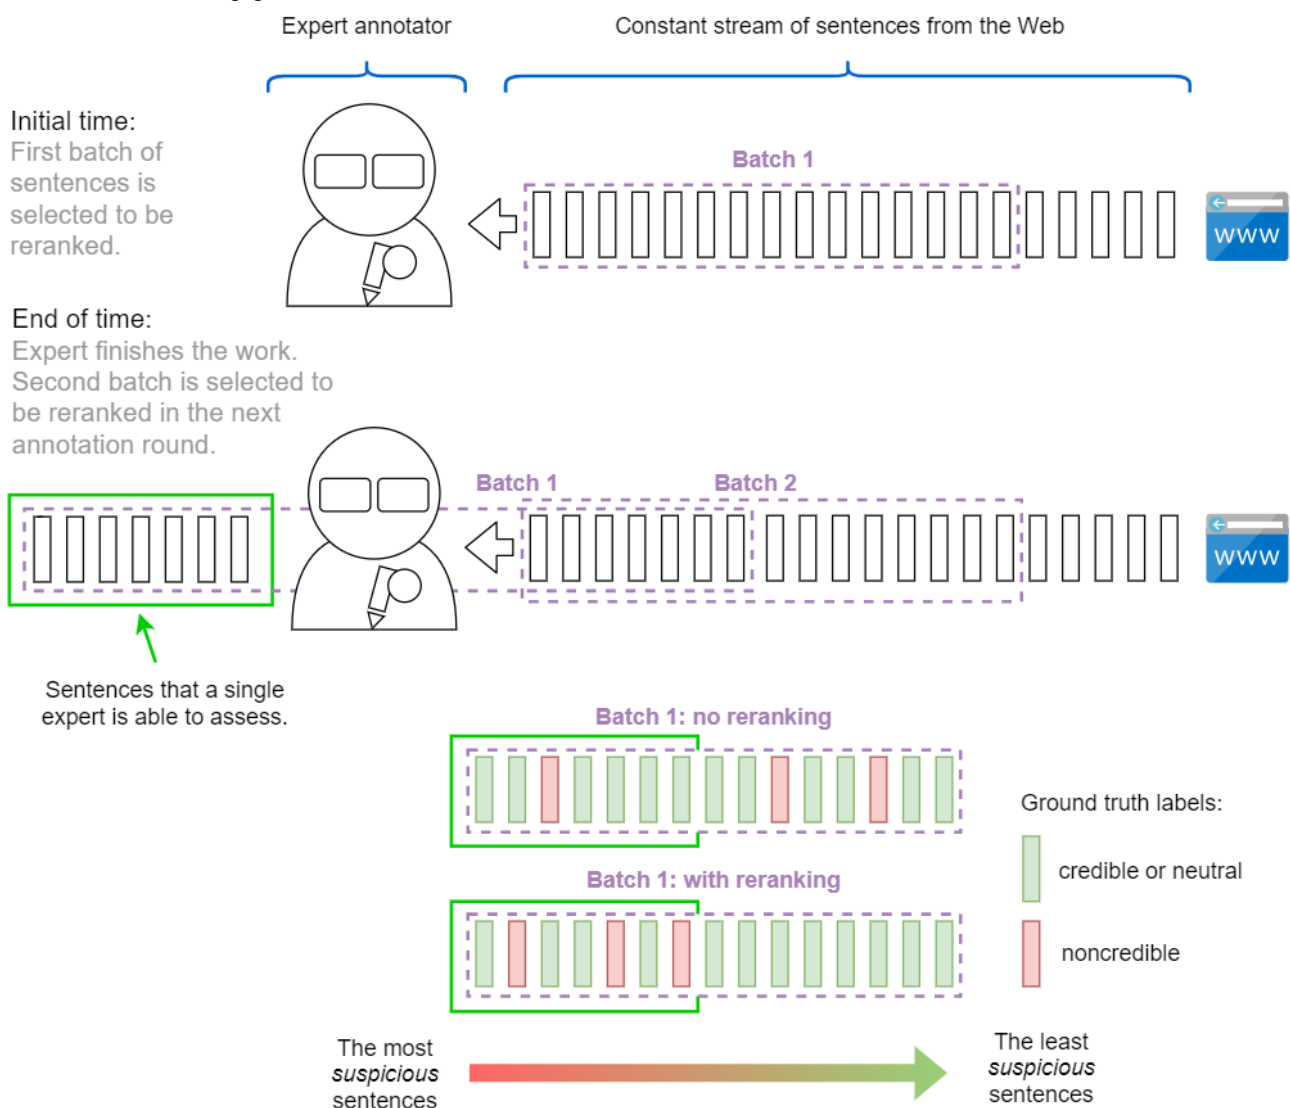 Expert annotator
Constant stream of sentences from the Web
Initial time:
First batch of
sentences is
selected to be
reranked.
Batch 1
www
End of time:
Expert finishes the work.
Second batch is selected to
be reranked in the next
annotation round.
Batch 1
Batch 2
www
Sentences that a single
expert is able to assess.
Batch 1: no reranking
Ground truth labels:
credible or neutral
Batch 1: with reranking
noncredible
The most
suspicious
sentences
The least
suspicious
sentences